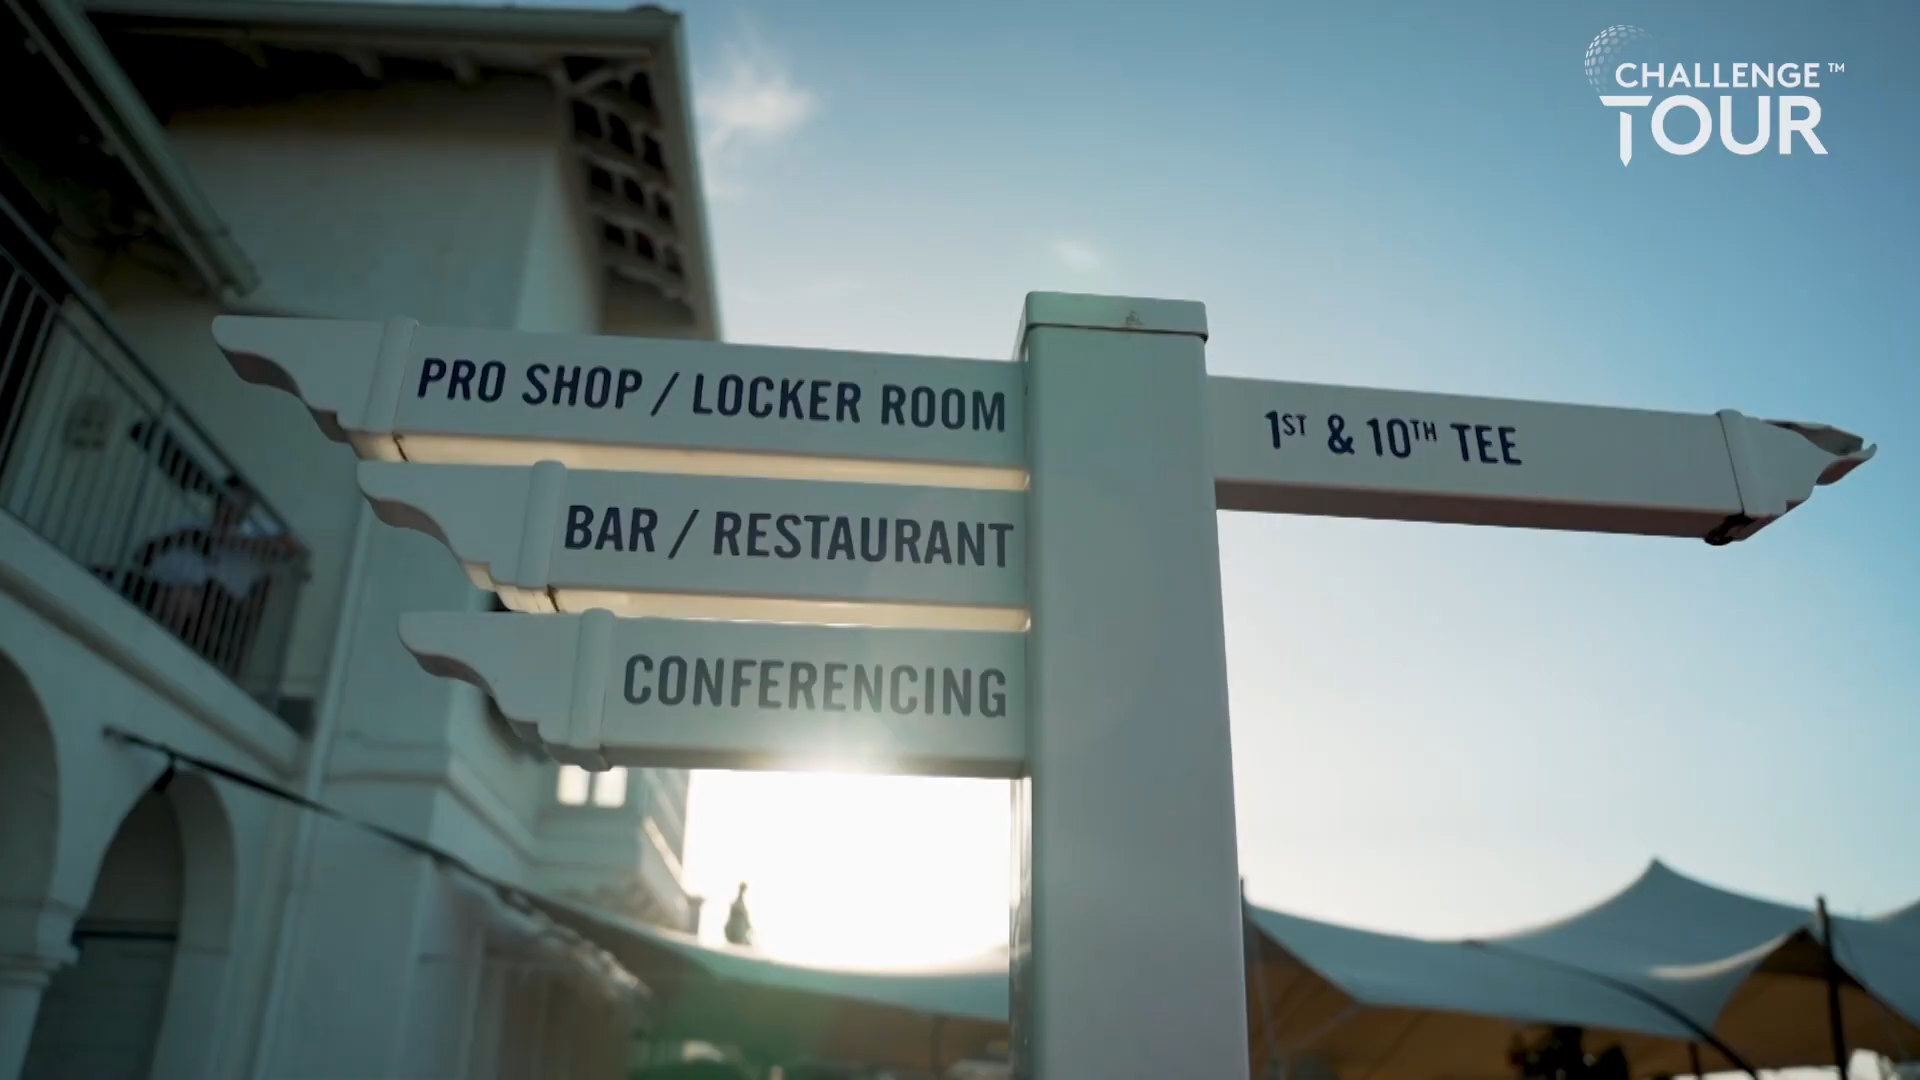 CHALLENGE™
TOUR
PRO SHOP / LOCKER ROOM
1ST & 10TH TEE
BAR / RESTAURANT
CONFERENCING